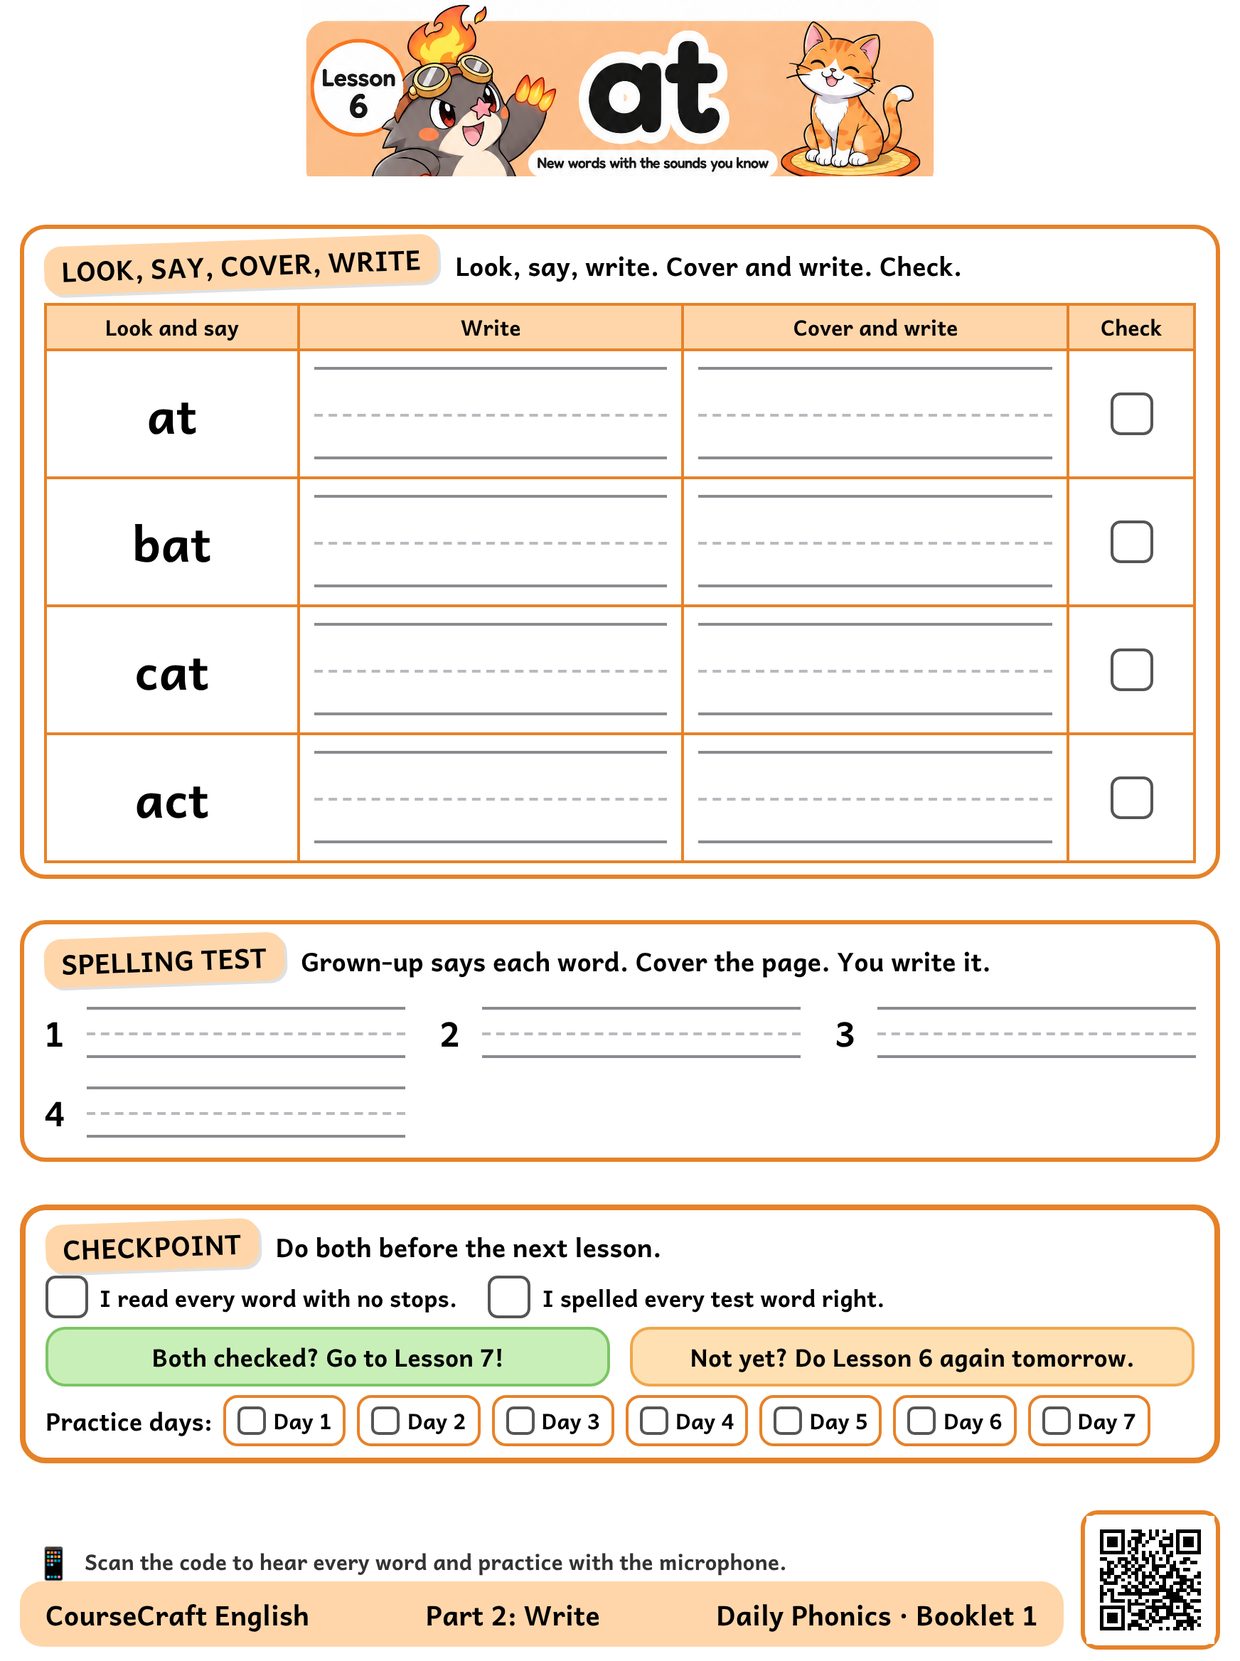 Lesson
6
at
New words with the sounds you know
LOOK, SAY, COVER, WRITE Look, say, write. Cover and write. Check.
Look and say Write Cover and write Check
at
bat
cat
act
SPELLING TEST Grown-up says each word. Cover the page. You write it.
1 2 3
4
CHECKPOINT Do both before the next lesson.
I read every word with no stops. I spelled every test word right.
Both checked? Go to Lesson 7! Not yet? Do Lesson 6 again tomorrow.
Practice days: Day 1 Day 2 Day 3 Day 4 Day 5 Day 6 Day 7
Scan the code to hear every word and practice with the microphone.
CourseCraft English Part 2: Write Daily Phonics · Booklet 1